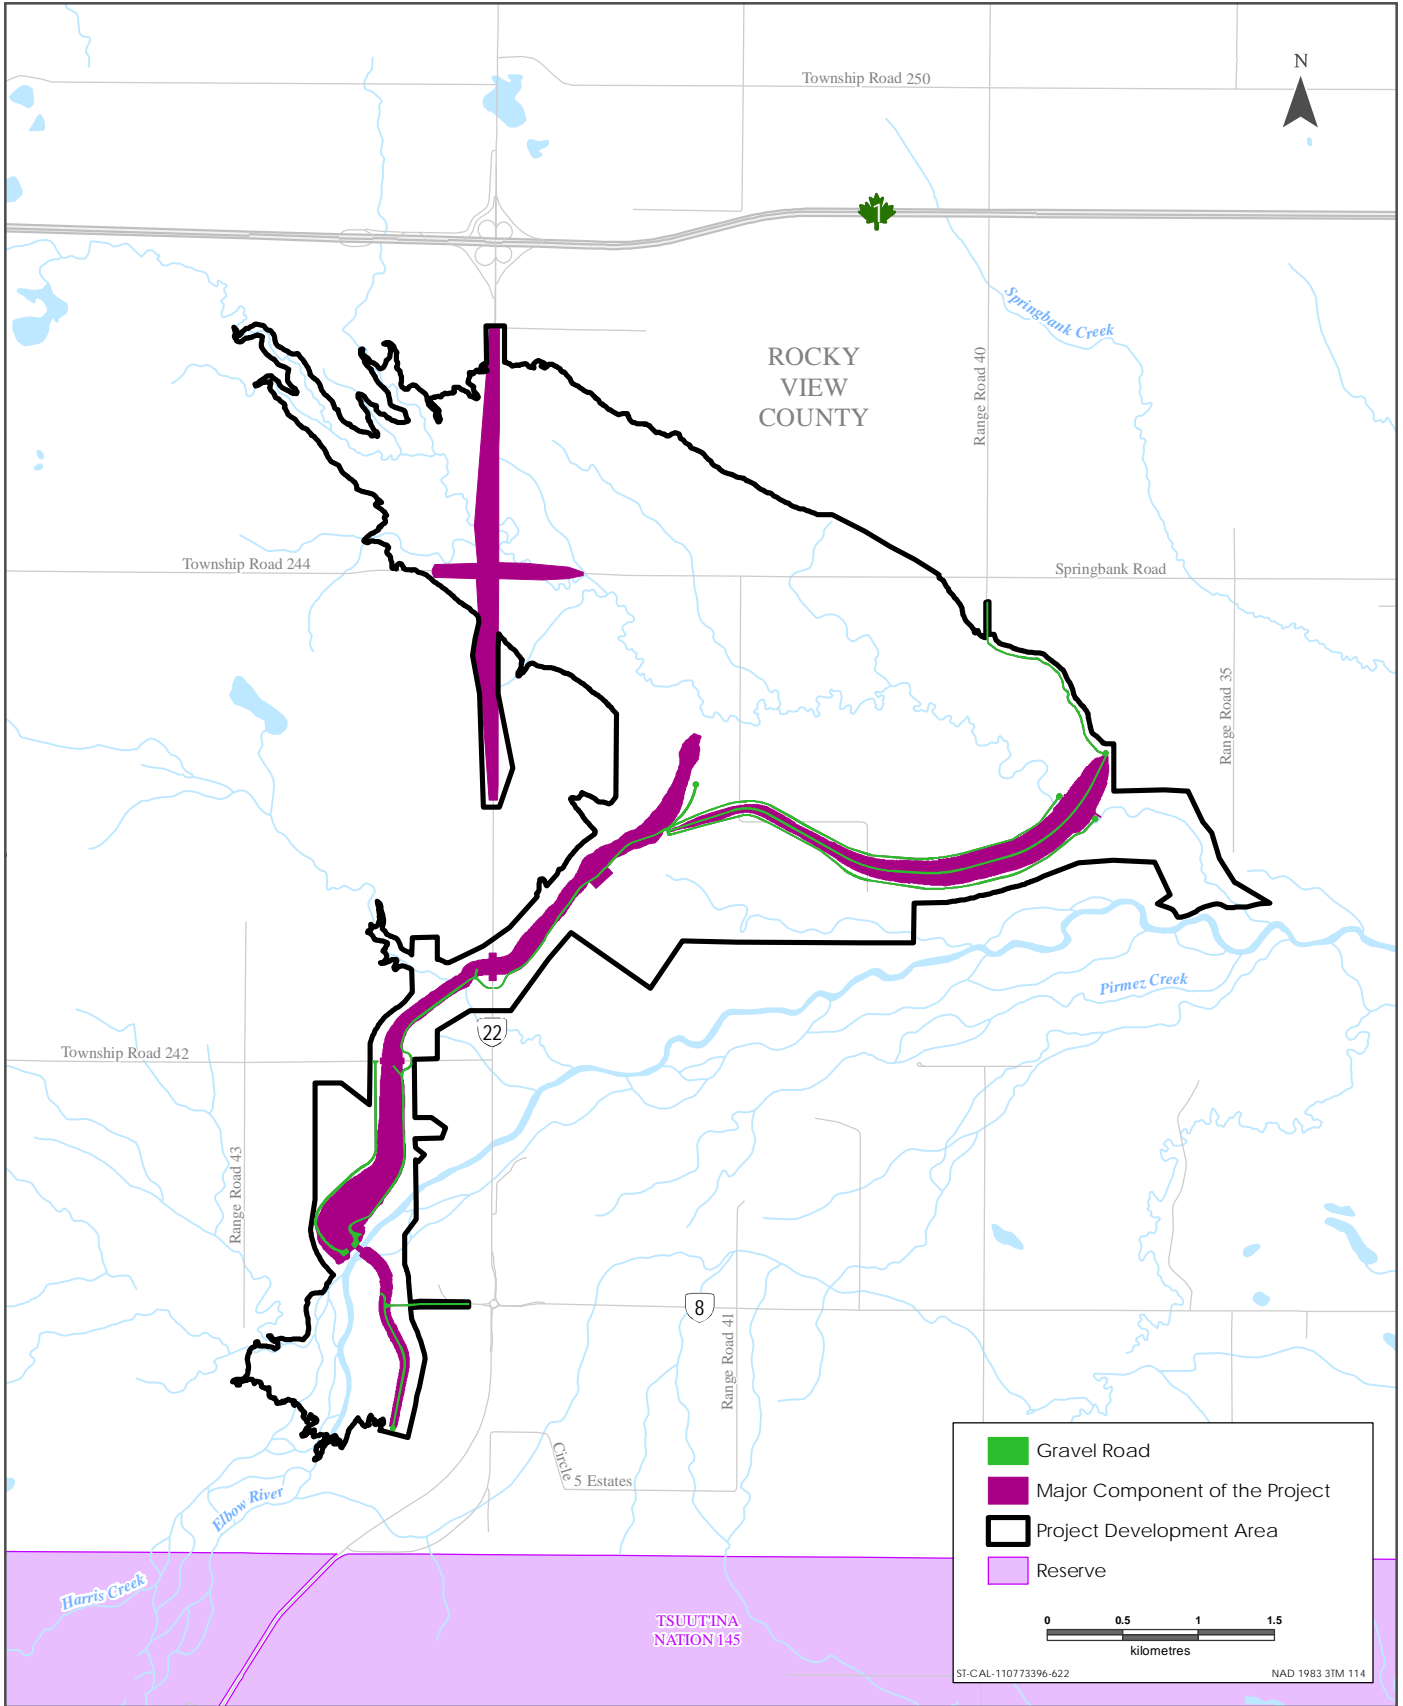 Township Road 250
N
1
Springbank Creek
ROCKY
VIEW
COUNTY
Range Road 40
Township Road 244
Springbank Road
Range Road 35
Pirmez Creek
22
Township Road 242
Range Road 43
8
Range Road 41
Circle 5 Estates
Elbow River
Harris Creek
TSUUT'INA
NATION 145
Gravel Road
Major Component of the Project
Project Development Area
Reserve
0 0.5 1 1.5
kilometres
ST-CAL-110773396-622 NAD 1983 3TM 114